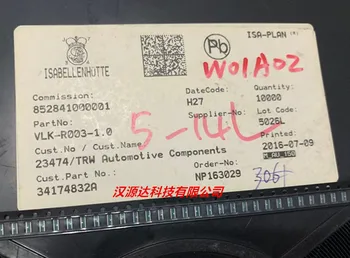 ISA-PLAN (R)
Pb
ISABELLENHÜTTE
W01A02
Commission: DateCode: Quantity:
852841000001 H27 10000
PartNo: Supplier-No: Lot Code:
VLK-R003-1.0 5026L
5-14L
Cust.No./Cust.Name: Printed:
23474/TRW Automotive Components 2016-07-09
Cust.Part No.: Order-No:
34174832A NP163029
汉源达科技有限公司